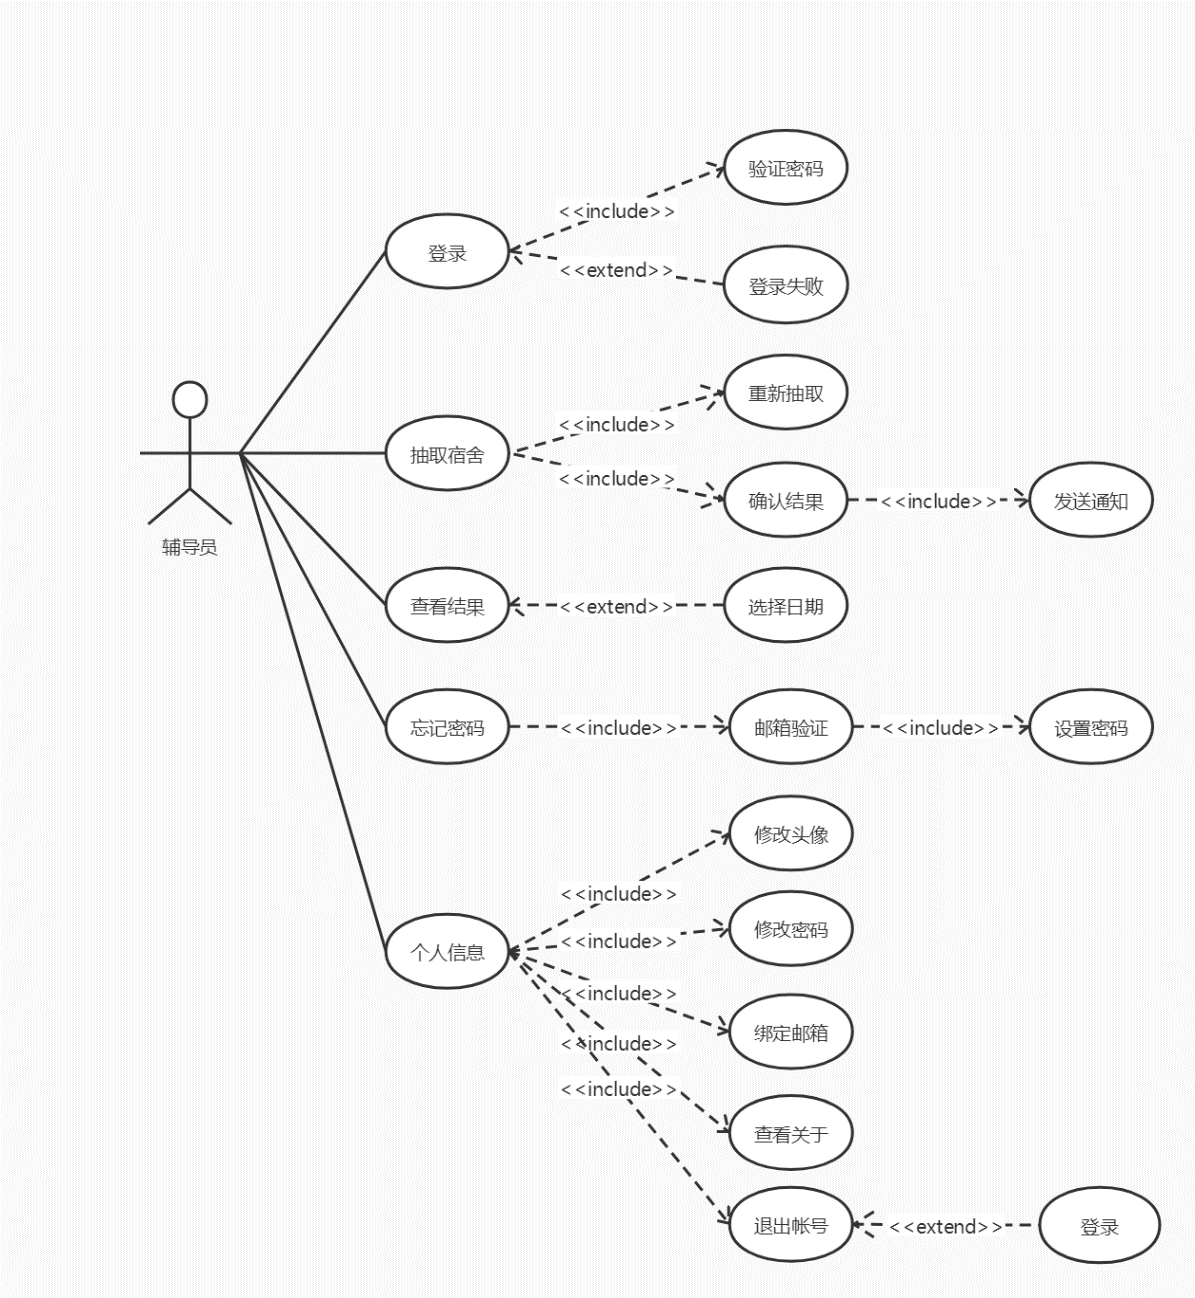 验证密码
<<include>>
登录
<<extend>>
登录失败
重新抽取
<<include>>
抽取宿舍
<<include>>
确认结果
<<include>>
发送通知
辅导员
查看结果
<<extend>>
选择日期
忘记密码
<<include>>
邮箱验证
<<include>>
设置密码
修改头像
<<include>>
修改密码
<<include>>
个人信息
<<include>>
绑定邮箱
<<include>>
<<include>>
查看关于
退出帐号
<<extend>>
登录